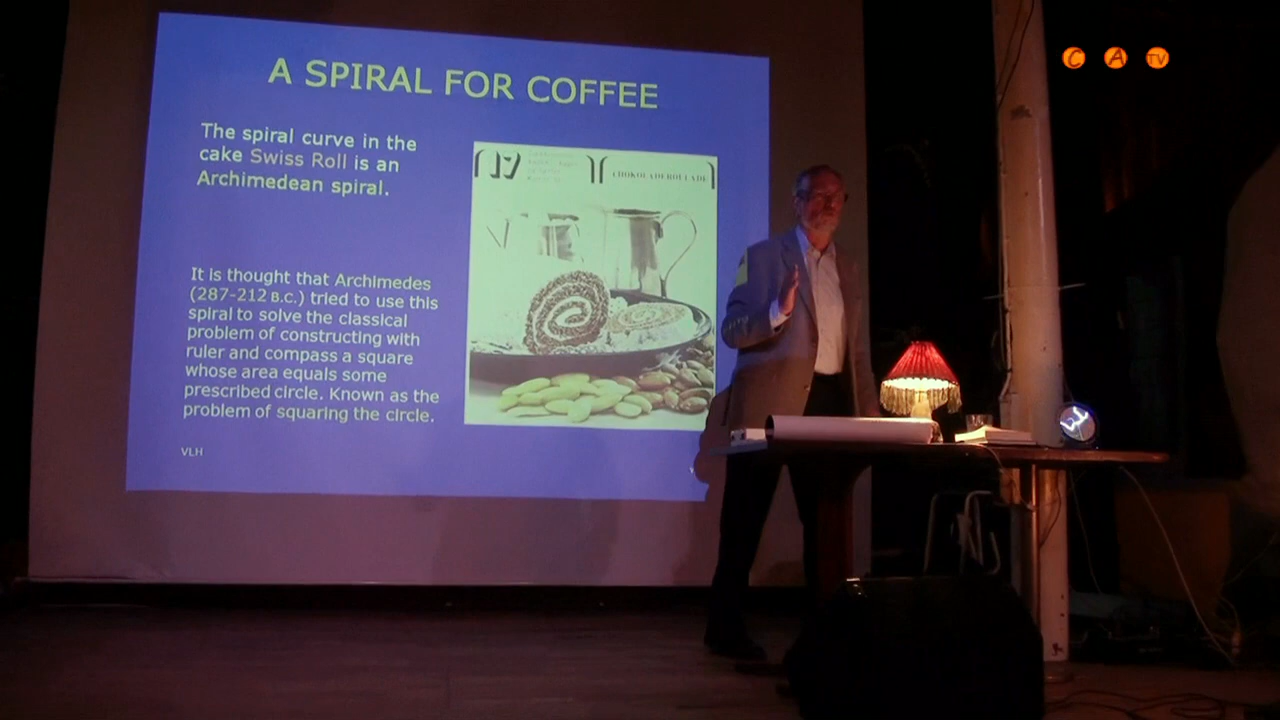 A SPIRAL FOR COFFEE
The spiral curve in the
cake Swiss Roll is an
Archimedean spiral.
It is thought that Archimedes
(287-212 B.C.) tried to use this
spiral to solve the classical
problem of constructing with
ruler and compass a square
whose area equals some
prescribed circle. Known as the
problem of squaring the circle.
VLH
17
CHOKOLADEROULADE
C A TV